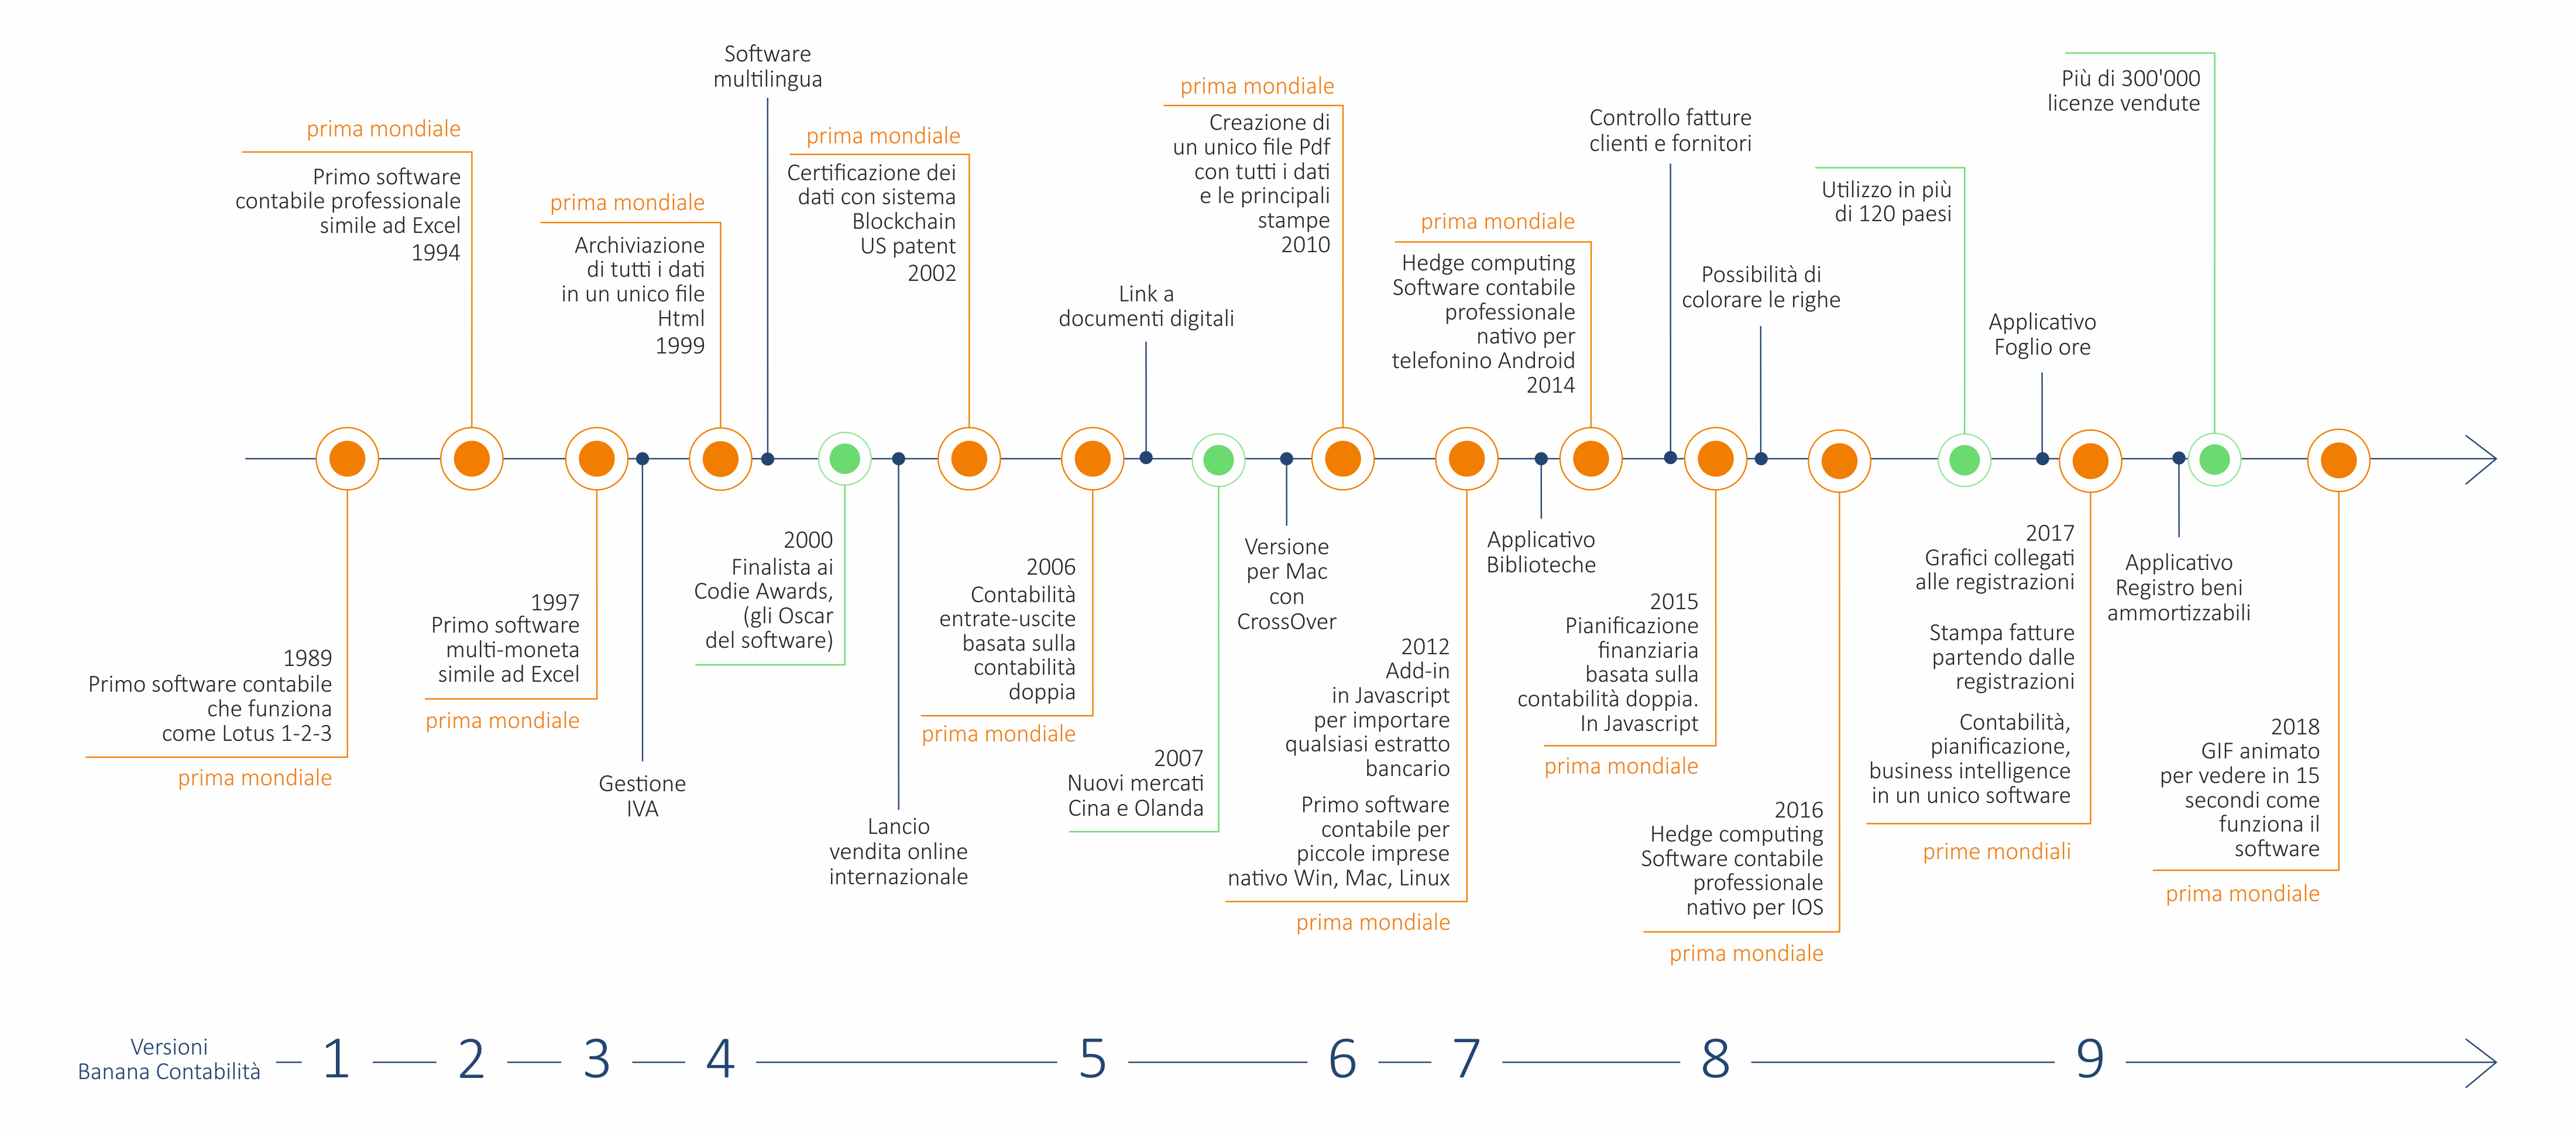 prima mondiale
Primo software
contabile professionale
simile ad Excel
1994
prima mondiale
Archiviazione
di tutti i dati
in un unico file
Html
1999
Software
multilingua
prima mondiale
Certificazione dei
dati con sistema
Blockchain
US patent
2002
Link a
documenti digitali
prima mondiale
Creazione di
un unico file Pdf
con tutti i dati
e le principali
stampe
2010
prima mondiale
Hedge computing
Software contabile
professionale
nativo per
telefonino Android
2014
Controllo fatture
clienti e fornitori
Possibilità di
colorare le righe
Utilizzo in più
di 120 paesi
Applicativo
Foglio ore
Più di 300'000
licenze vendute
1989
Primo software contabile
che funziona
come Lotus 1-2-3
prima mondiale
1997
Primo software
multi-moneta
simile ad Excel
prima mondiale
Gestione
IVA
2000
Finalista ai
Codie Awards,
(gli Oscar
del software)
Lancio
vendita online
internazionale
2006
Contabilità
entrate-uscite
basata sulla
contabilità
doppia
prima mondiale
2007
Nuovi mercati
Cina e Olanda
Versione
per Mac
con
CrossOver
2012
Add-in
in Javascript
per importare
qualsiasi estratto
bancario
Primo software
contabile per
piccole imprese
nativo Win, Mac, Linux
prima mondiale
Applicativo
Biblioteche
2015
Pianificazione
finanziaria
basata sulla
contabilità doppia.
In Javascript
prima mondiale
2016
Hedge computing
Software contabile
professionale
nativo per IOS
prima mondiale
2017
Grafici collegati
alle registrazioni
Stampa fatture
partendo dalle
registrazioni
Contabilità,
pianificazione,
business intelligence
in un unico software
prime mondiali
Applicativo
Registro beni
ammortizzabili
2018
GIF animato
per vedere in 15
secondi come
funziona il
software
prima mondiale
Versioni
Banana Contabilità
1 2 3 4 5 6 7 8 9